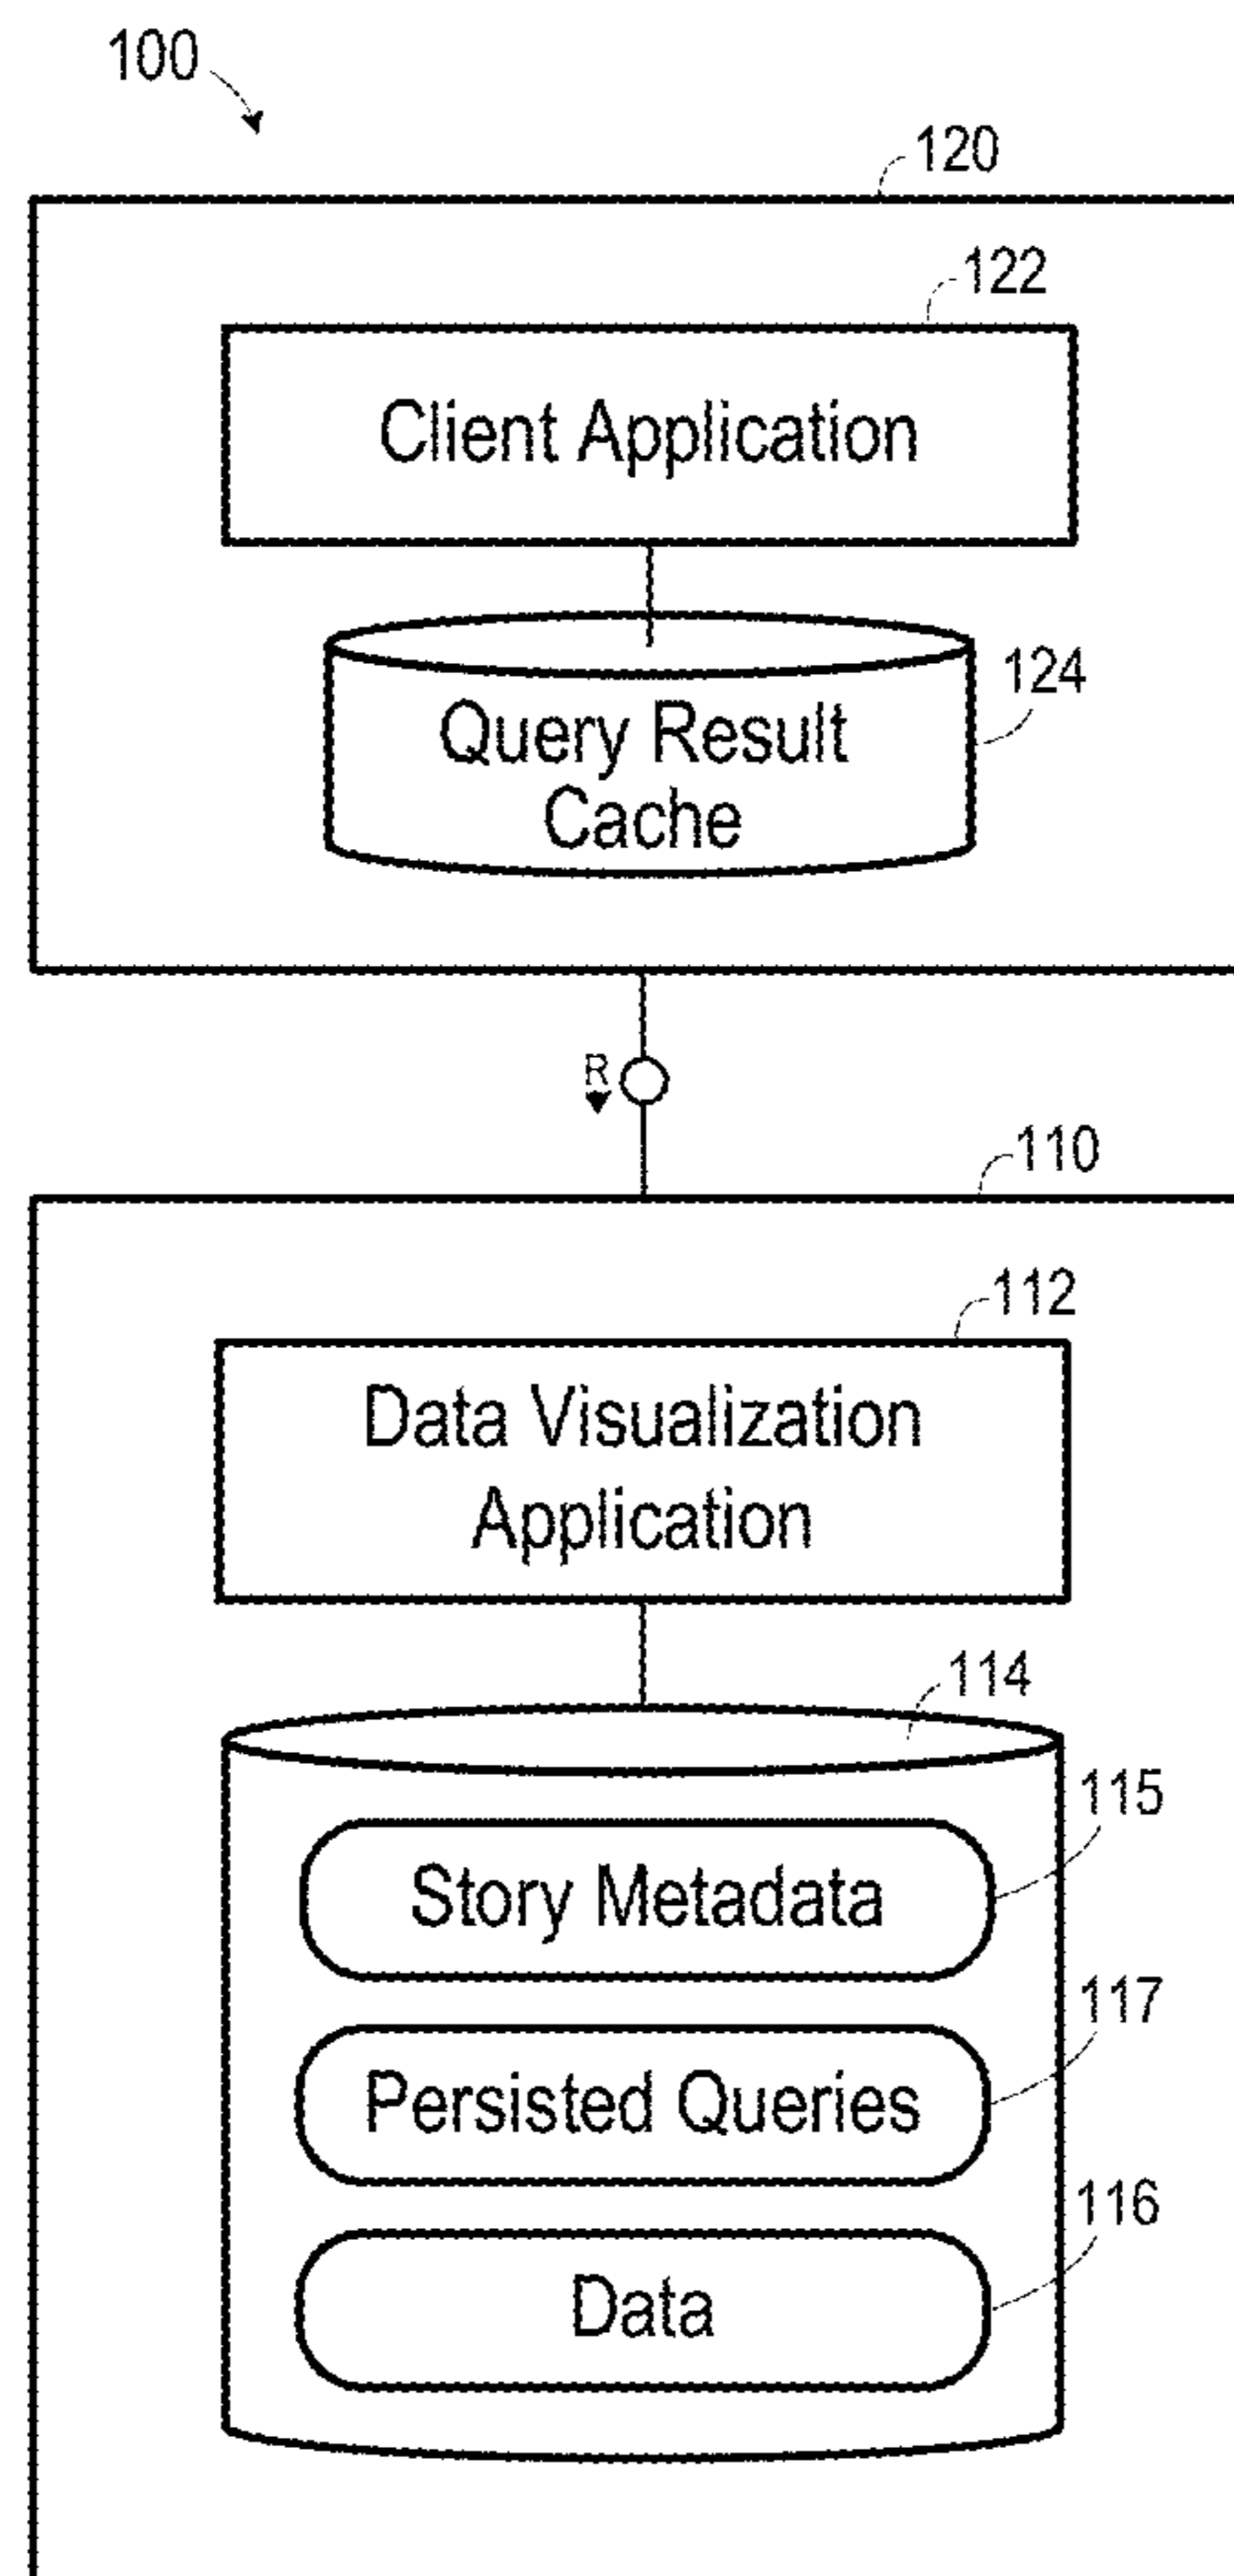 100
120
122
Client Application
124
Query Result
Cache
R
110
112
Data Visualization
Application
114
115
Story Metadata
117
Persisted Queries
116
Data